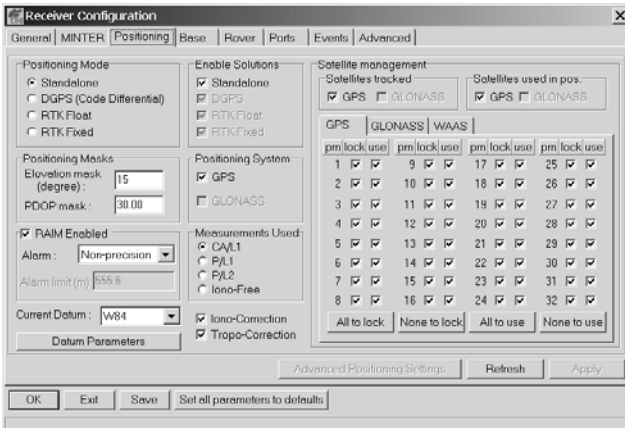 Receiver Configuration
General MINTER Positioning Base Rover Ports Events Advanced
Positioning Mode
Standalone
DGPS (Code Differential)
RTK Float
RTK Fixed
Enable Solutions
Standalone
DGPS
RTK Float
RTK Fixed
Satellite management
Satellites tracked
GPS GLONASS
Satellites used in pos.
GPS GLONASS
GPS GLONASS WAAS
prn lock use prn lock use prn lock use prn lock use
1 9 17 25
2 10 18 26
3 11 19 27
4 12 20 28
5 13 21 29
6 14 22 30
7 15 23 31
8 16 24 32
All to lock None to lock All to use None to use
Positioning Masks
Elevation mask (degree) : 15
PDOP mask : 30.00
Positioning System
GPS
GLONASS
RAIM Enabled
Alarm : Non-precision
Alarm limit (m) 555.6
Measurements Used
CA/L1
P/L1
P/L2
Iono-Free
Current Datum : W84
Datum Parameters
Iono-Correction
Tropo-Correction
Advanced Positioning Settings Refresh Apply
OK Exit Save Set all parameters to defaults